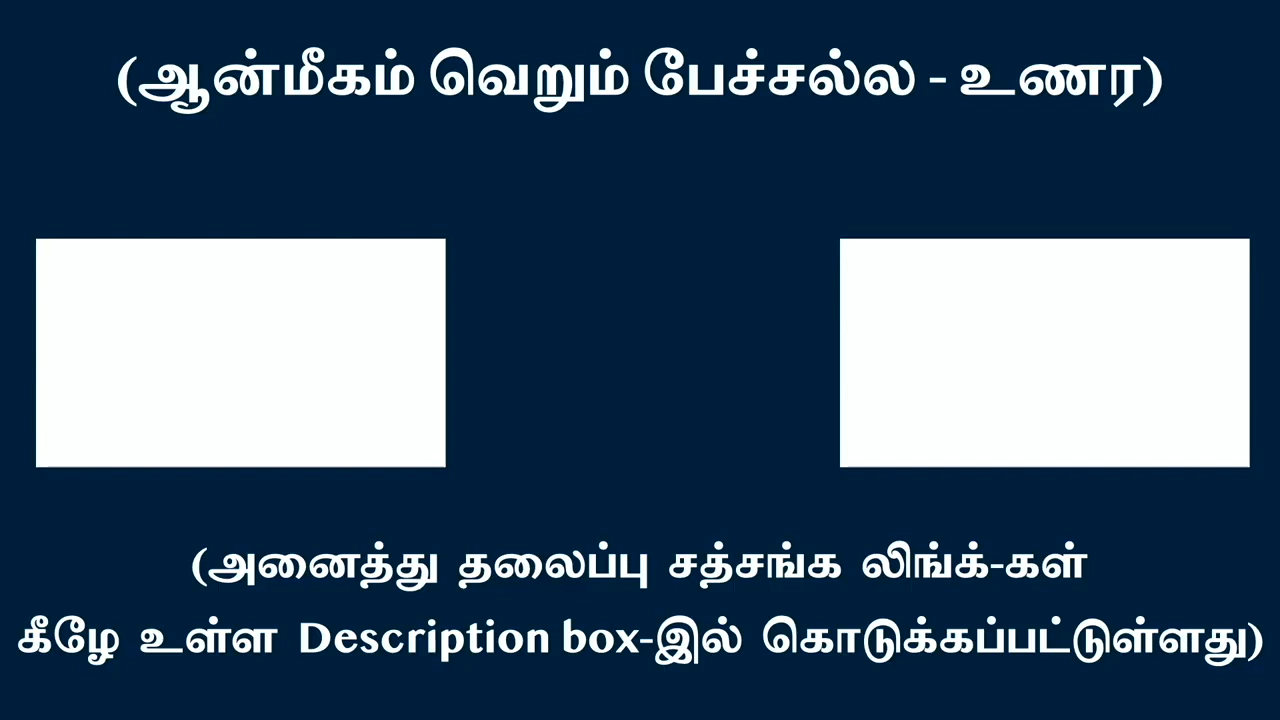 (ஆன்மீகம் வெறும் பேச்சல்ல - உணர)
(அனைத்து தலைப்பு சத்சங்க லிங்க்-கள்
கீழே உள்ள Description box-இல் கொடுக்கப்பட்டுள்ளது)